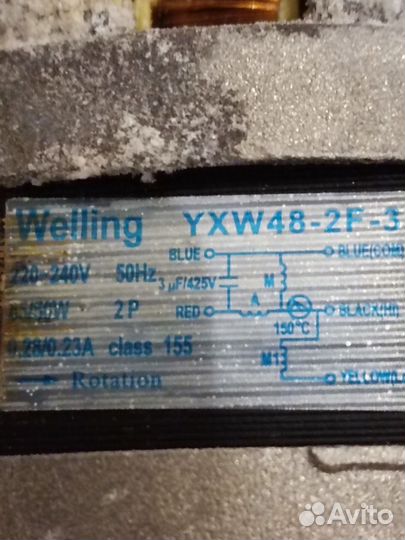 Welling YXW48-2F-3
BLUE BLUE(COM)
220-240V 50Hz 3 µF/425V M
A
2P RED BLACK(HI)
150°C
0.28/0.23A class 155 M1
Rotation YELLOW
Avito